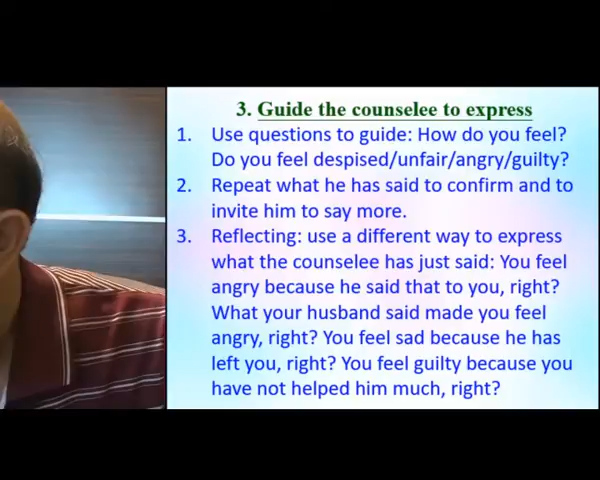 3. Guide the counselee to express
1. Use questions to guide: How do you feel?
Do you feel despised/unfair/angry/guilty?
2. Repeat what he has said to confirm and to
invite him to say more.
3. Reflecting: use a different way to express
what the counselee has just said: You feel
angry because he said that to you, right?
What your husband said made you feel
angry, right? You feel sad because he has
left you, right? You feel guilty because you
have not helped him much, right?